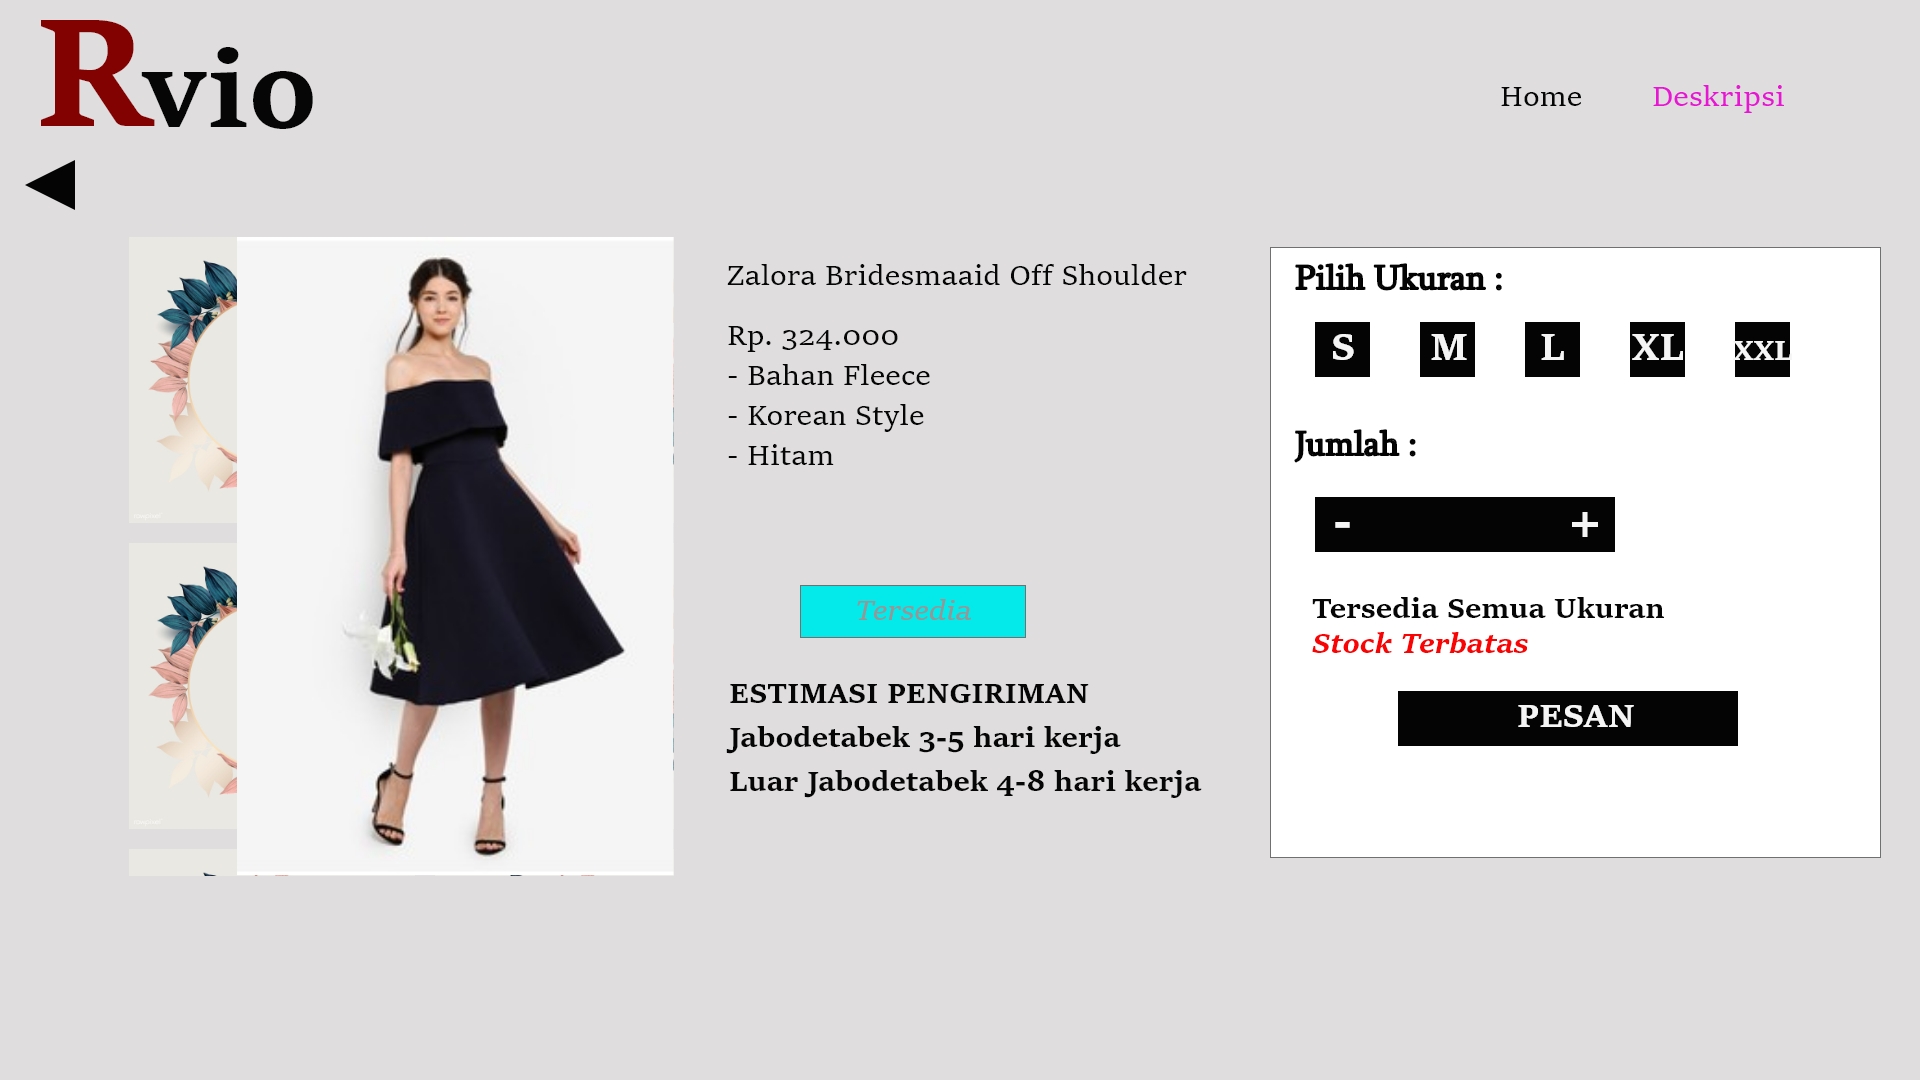 Rvio
Home
Deskripsi
Zalora Bridesmaaid Off Shoulder
Rp. 324.000
- Bahan Fleece
- Korean Style
- Hitam
Tersedia
ESTIMASI PENGIRIMAN
Jabodetabek 3-5 hari kerja
Luar Jabodetabek 4-8 hari kerja
Pilih Ukuran :
S M L XL XXL
Jumlah :
- +
Tersedia Semua Ukuran
Stock Terbatas
PESAN